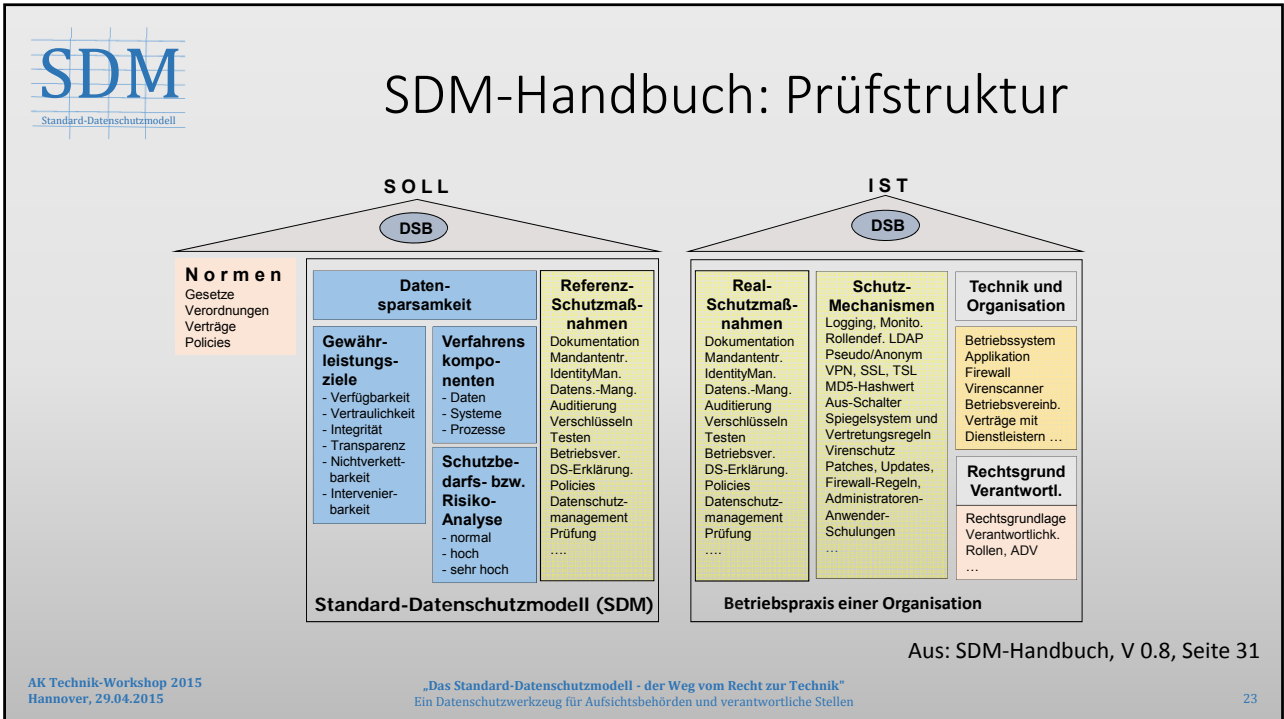 SDM
Standard-Datenschutzmodell
SDM-Handbuch: Prüfstruktur
S O L L
DSB
N o r m e n
Gesetze
Verordnungen
Verträge
Policies
Daten-
sparsamkeit
Gewähr-
leistungs-
ziele
- Verfügbarkeit
- Vertraulichkeit
- Integrität
- Transparenz
- Nichtverkett-
barkeit
- Intervenier-
barkeit
Verfahrens
kompo-
nenten
- Daten
- Systeme
- Prozesse
Schutzbe-
darfs- bzw.
Risiko-
Analyse
- normal
- hoch
- sehr hoch
Referenz-
Schutzmaß-
nahmen
Dokumentation
Mandantentr.
IdentityMan.
Datens.-Mang.
Auditierung
Verschlüsseln
Testen
Betriebsver.
DS-Erklärung.
Policies
Datenschutz-
management
Prüfung
….
Standard-Datenschutzmodell (SDM)
I S T
DSB
Real-
Schutzmaß-
nahmen
Dokumentation
Mandantentr.
IdentityMan.
Datens.-Mang.
Auditierung
Verschlüsseln
Testen
Betriebsver.
DS-Erklärung.
Policies
Datenschutz-
management
Prüfung
….
Schutz-
Mechanismen
Logging, Monito.
Rollendef. LDAP
Pseudo/Anonym
VPN, SSL, TSL
MD5-Hashwert
Aus-Schalter
Spiegelsystem und
Vertretungsregeln
Virenschutz
Patches, Updates,
Firewall-Regeln,
Administratoren-
Anwender-
Schulungen
…
Technik und
Organisation
Betriebssystem
Applikation
Firewall
Virenscanner
Betriebsvereinb.
Verträge mit
Dienstleistern …
Rechtsgrund
Verantwortl.
Rechtsgrundlage
Verantwortlichk.
Rollen, ADV
…
Betriebspraxis einer Organisation
Aus: SDM-Handbuch, V 0.8, Seite 31
AK Technik-Workshop 2015
Hannover, 29.04.2015
„Das Standard-Datenschutzmodell - der Weg vom Recht zur Technik"
Ein Datenschutzwerkzeug für Aufsichtsbehörden und verantwortliche Stellen
23